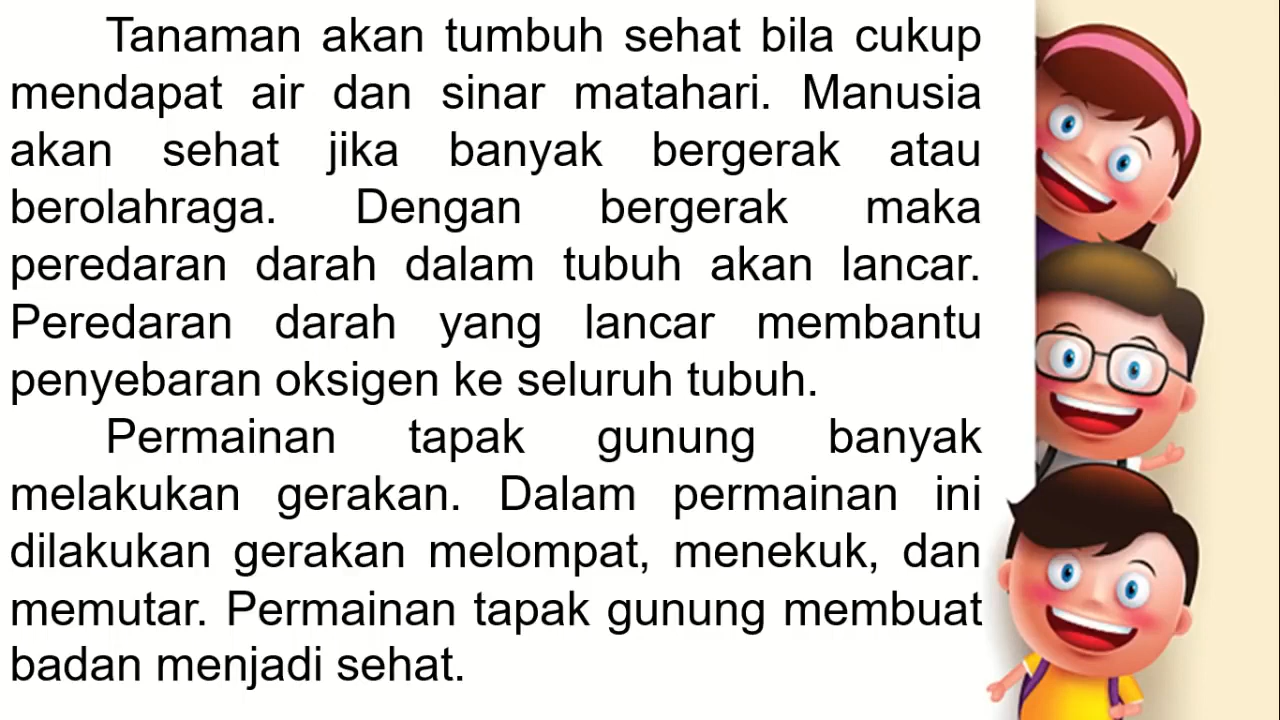 Tanaman akan tumbuh sehat bila cukup
mendapat air dan sinar matahari. Manusia
akan sehat jika banyak bergerak atau
berolahraga. Dengan bergerak maka
peredaran darah dalam tubuh akan lancar.
Peredaran darah yang lancar membantu
penyebaran oksigen ke seluruh tubuh.
Permainan tapak gunung banyak
melakukan gerakan. Dalam permainan ini
dilakukan gerakan melompat, menekuk, dan
memutar. Permainan tapak gunung membuat
badan menjadi sehat.